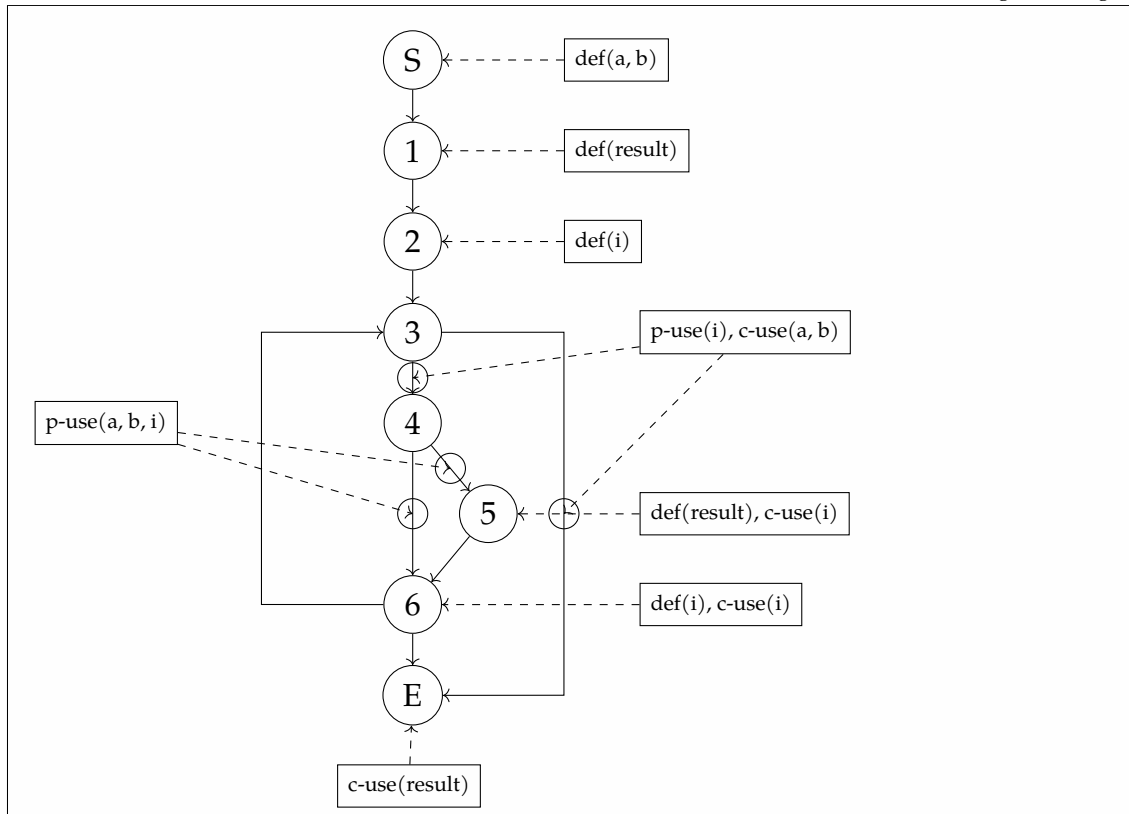 S
def(a, b)
1
def(result)
2
def(i)
3
p-use(i), c-use(a, b)
p-use(a, b, i)
4
5
def(result), c-use(i)
6
def(i), c-use(i)
E
c-use(result)